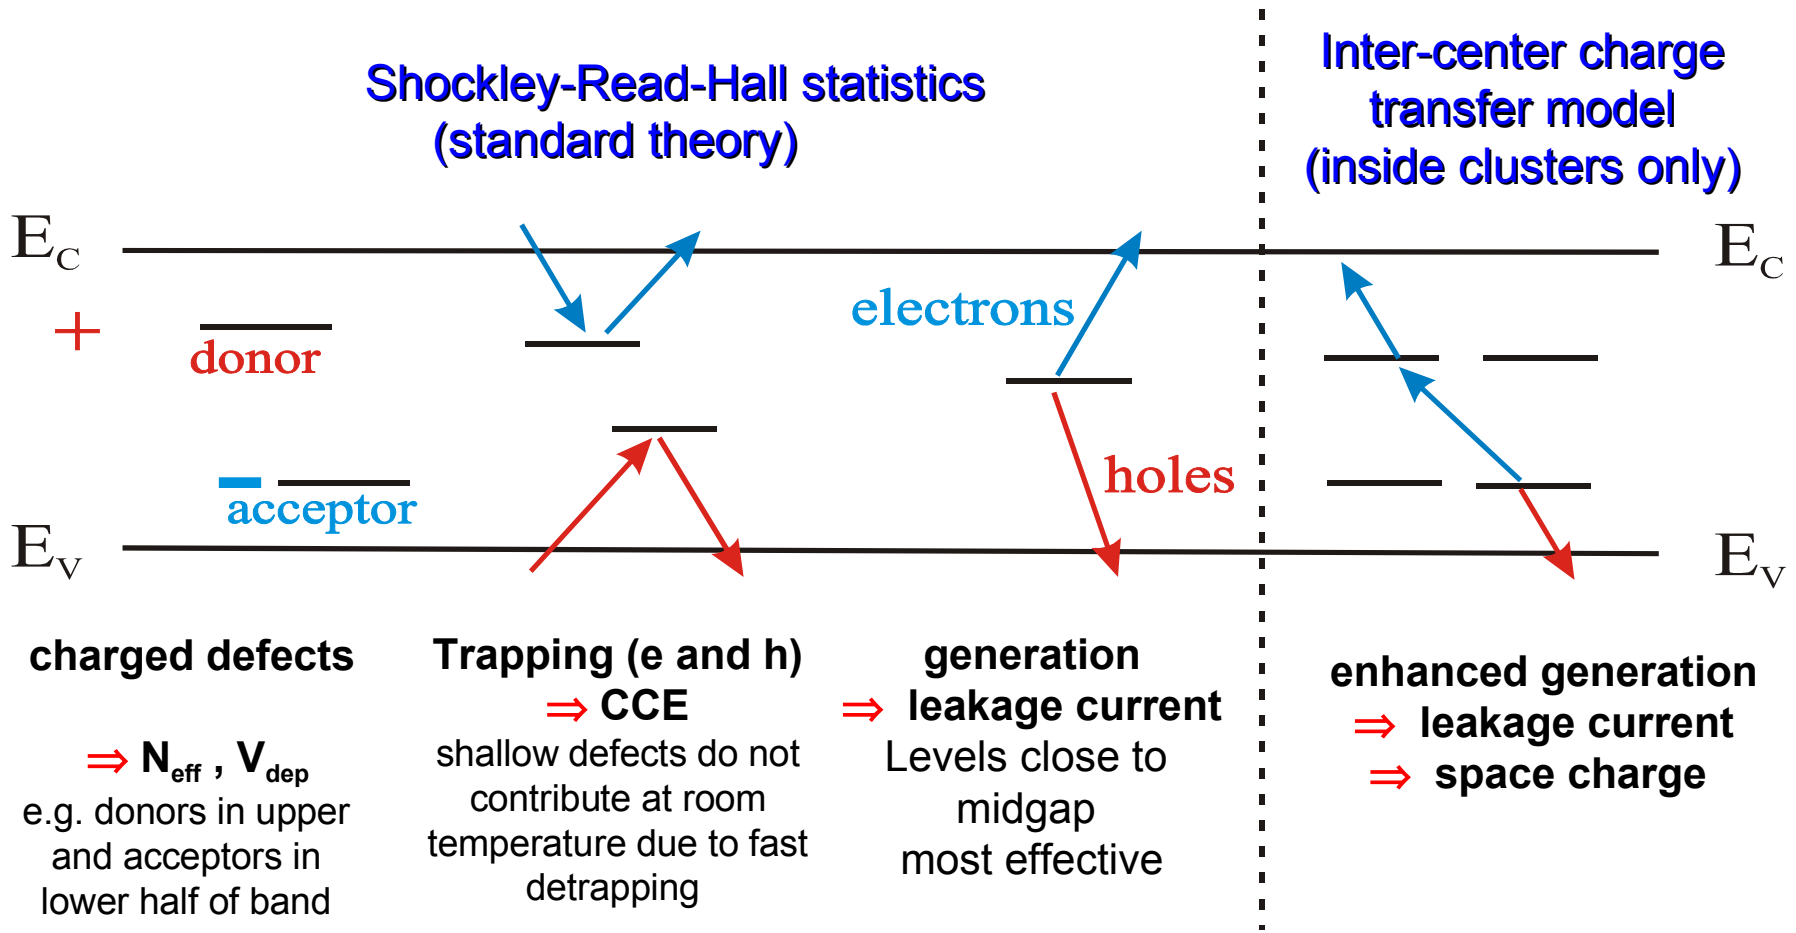 Shockley-Read-Hall statistics
(standard theory)
Inter-center charge
transfer model
(inside clusters only)
E_C
E_C
+
donor
electrons
holes
acceptor
E_V
E_V
charged defects
⇒ N_eff , V_dep
e.g. donors in upper
and acceptors in
lower half of band
Trapping (e and h)
⇒ CCE
shallow defects do not
contribute at room
temperature due to fast
detrapping
generation
⇒ leakage current
Levels close to
midgap
most effective
enhanced generation
⇒ leakage current
⇒ space charge